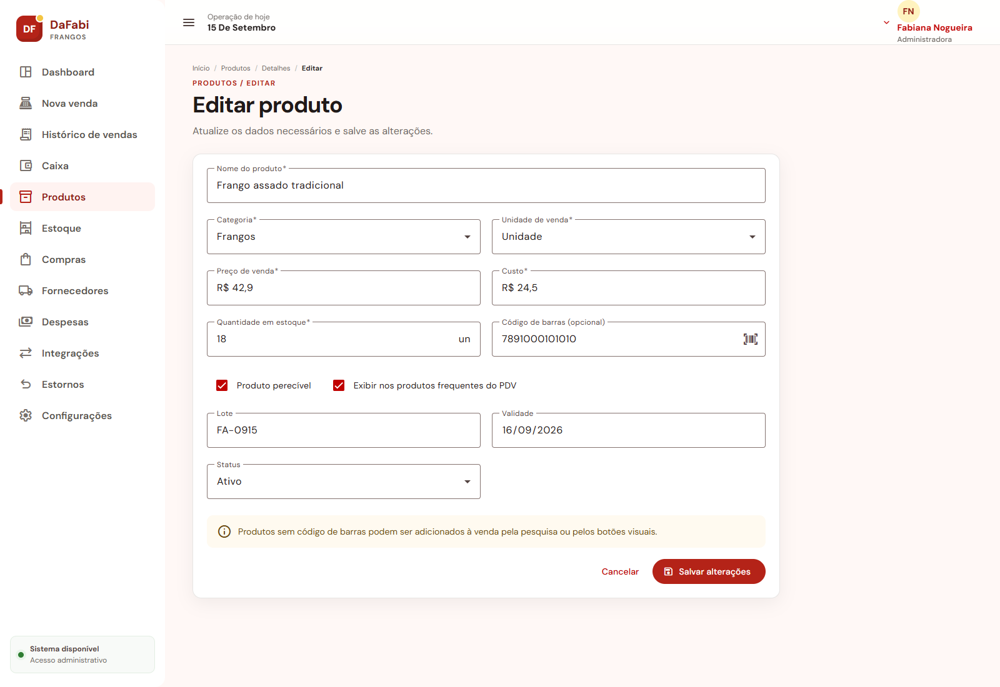 DF
DaFabi
FRANGOS
Dashboard
Nova venda
Histórico de vendas
Caixa
Produtos
Estoque
Compras
Fornecedores
Despesas
Integrações
Estornos
Configurações
Sistema disponível
Acesso administrativo
Operação de hoje
15 De Setembro
FN
Fabiana Nogueira
Administradora
Início / Produtos / Detalhes / Editar
PRODUTOS / EDITAR
Editar produto
Atualize os dados necessários e salve as alterações.
Nome do produto*
Frango assado tradicional
Categoria*
Frangos
Unidade de venda*
Unidade
Preço de venda*
R$ 42,9
Custo*
R$ 24,5
Quantidade em estoque*
18 un
Código de barras (opcional)
7891000101010
Produto perecível
Exibir nos produtos frequentes do PDV
Lote
FA-0915
Validade
16/09/2026
Status
Ativo
Produtos sem código de barras podem ser adicionados à venda pela pesquisa ou pelos botões visuais.
Cancelar
Salvar alterações